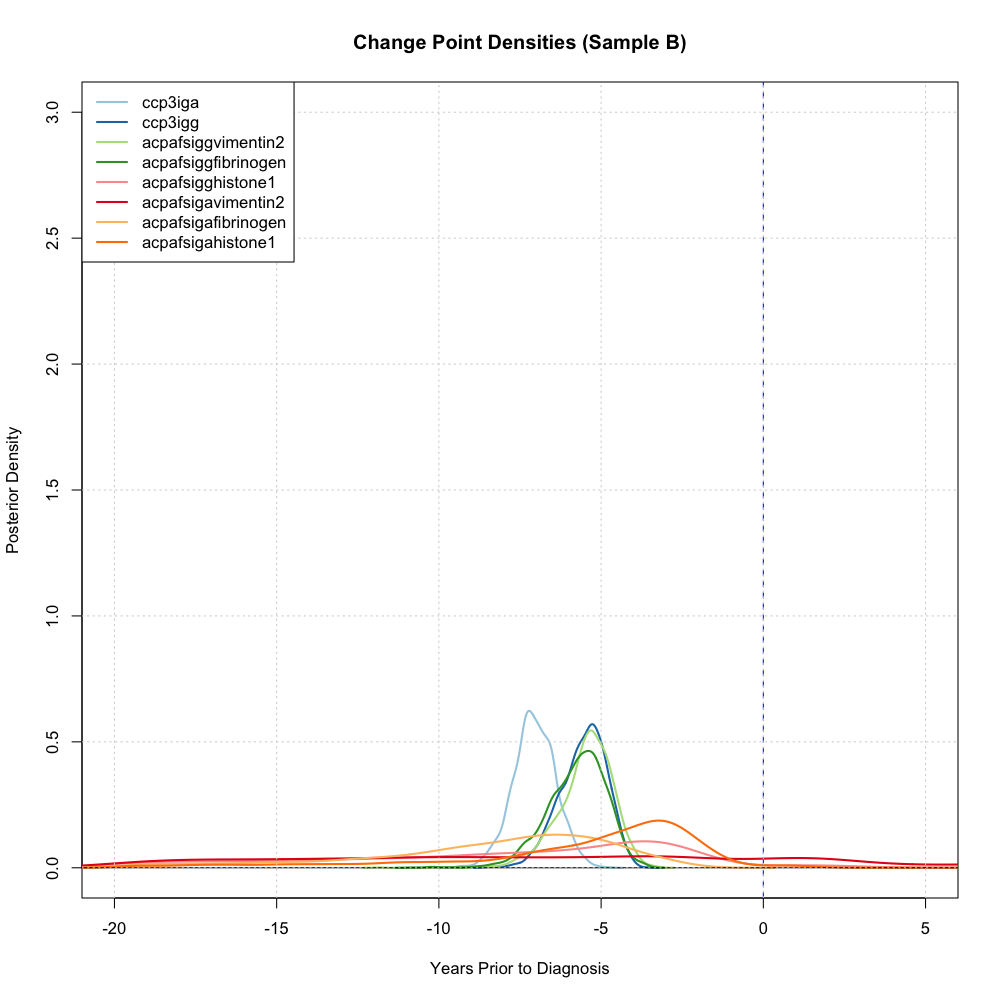 Change Point Densities (Sample B)
ccp3iga
ccp3igg
acpafsiggvimentin2
acpafsiggfibrinogen
acpafsigghistone1
acpafsigavimentin2
acpafsigafibrinogen
acpafsigahistone1
Posterior Density
3.0
2.5
2.0
1.5
1.0
0.5
0.0
-20 -15 -10 -5 0 5
Years Prior to Diagnosis